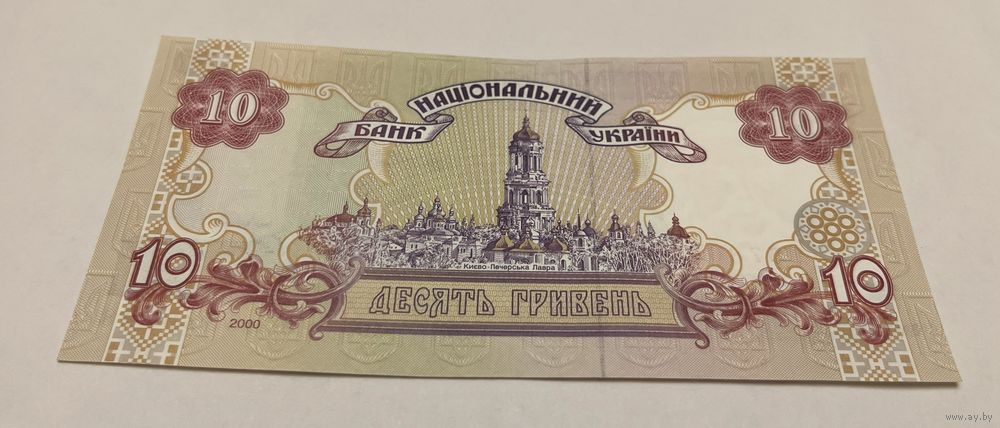 НАЦІОНАЛЬНИЙ
БАНК УКРАЇНИ
10 10
Києво-Печерська Лавра
10 10
ДЕСЯТЬ ГРИВЕНЬ
2000
www.ay.by